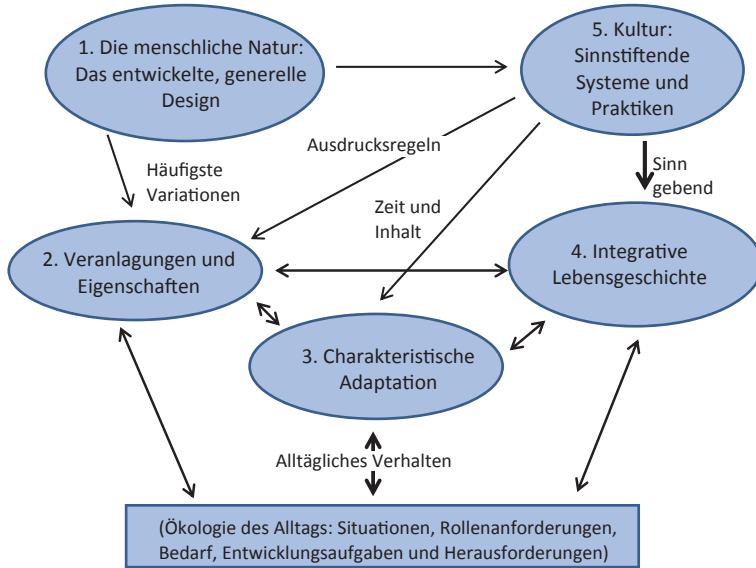 1. Die menschliche Natur:
Das entwickelte, generelle
Design
5. Kultur:
Sinnstiftende
Systeme und
Praktiken
Ausdrucksregeln
Häufigste
Variationen
Zeit und
Inhalt
Sinn
gebend
2. Veranlagungen und
Eigenschaften
4. Integrative
Lebensgeschichte
3. Charakteristische
Adaptation
Alltägliches Verhalten
(Ökologie des Alltags: Situationen, Rollenanforderungen,
Bedarf, Entwicklungsaufgaben und Herausforderungen)